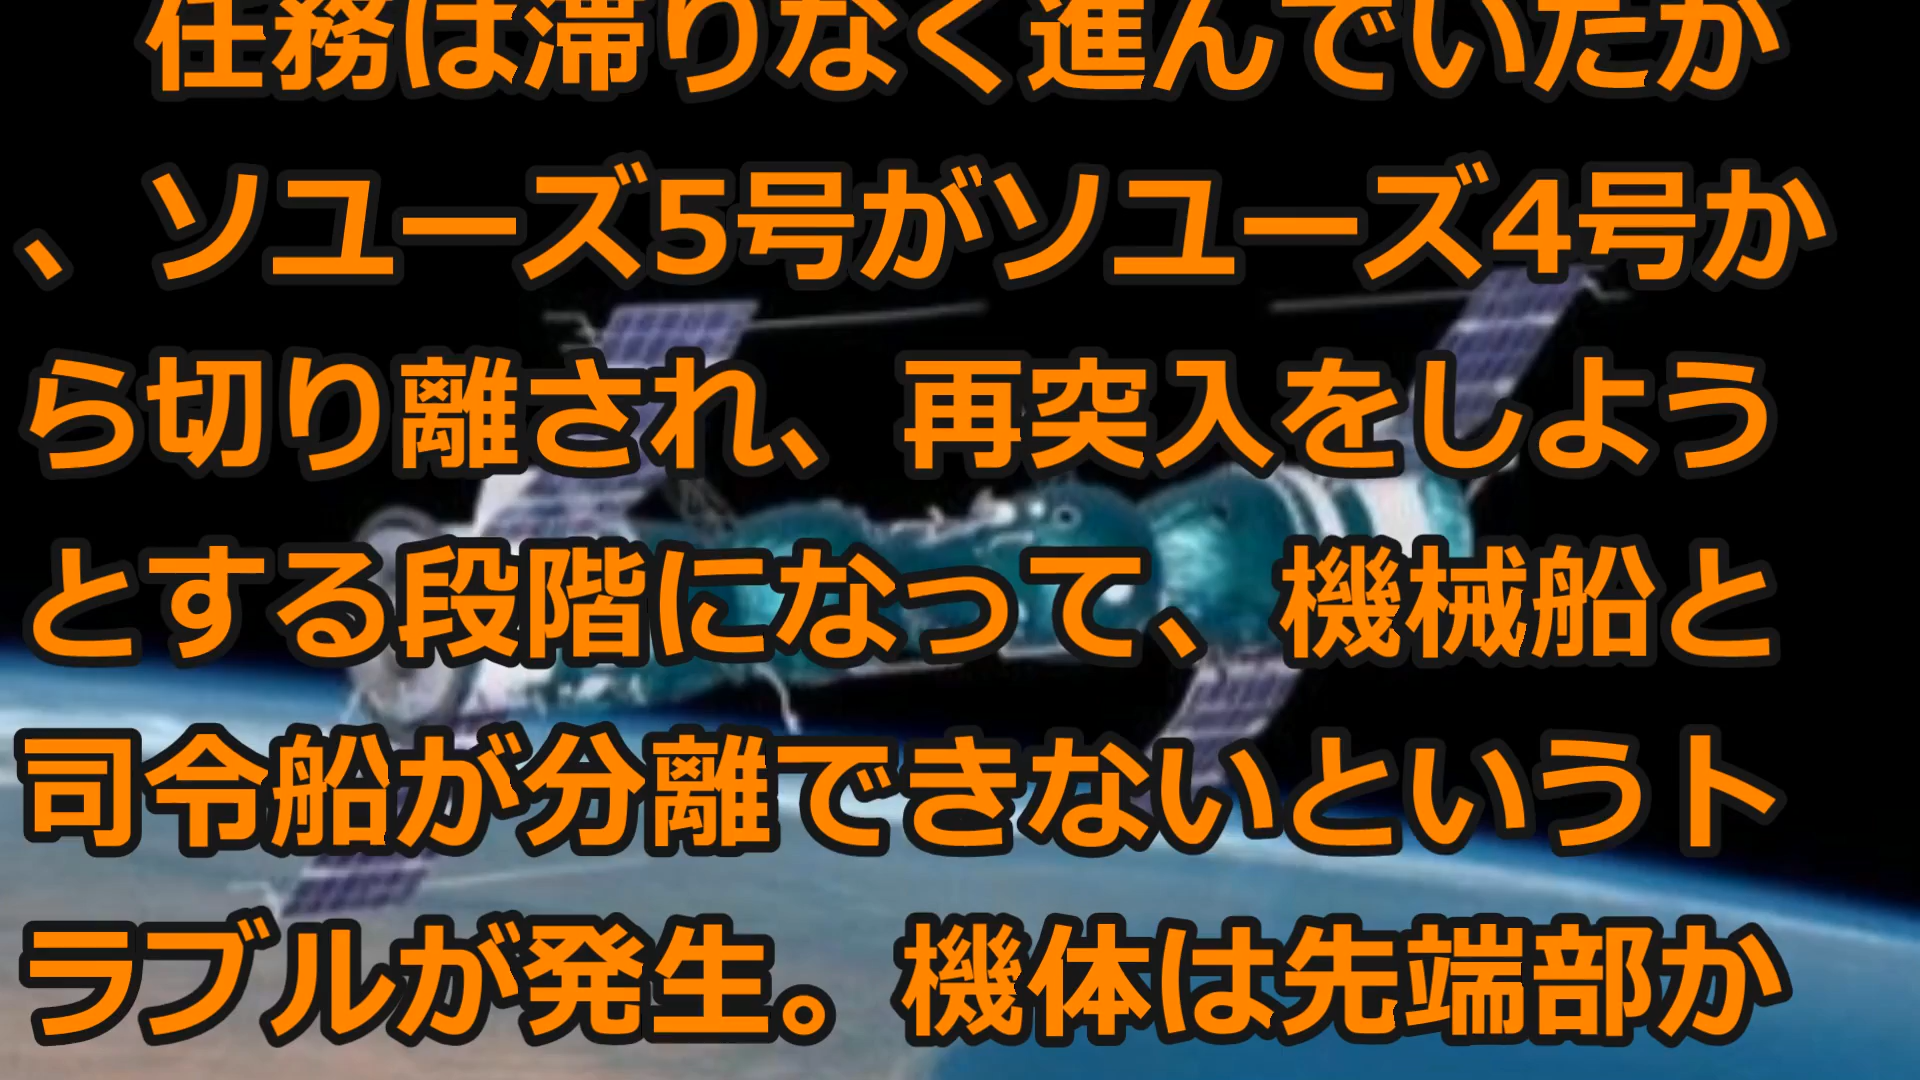 任務は滞りなく進んでいたが
、ソユーズ5号がソユーズ4号か
ら切り離され、再突入をしよう
とする段階になって、機械船と
司令船が分離できないというト
ラブルが発生。機体は先端部か